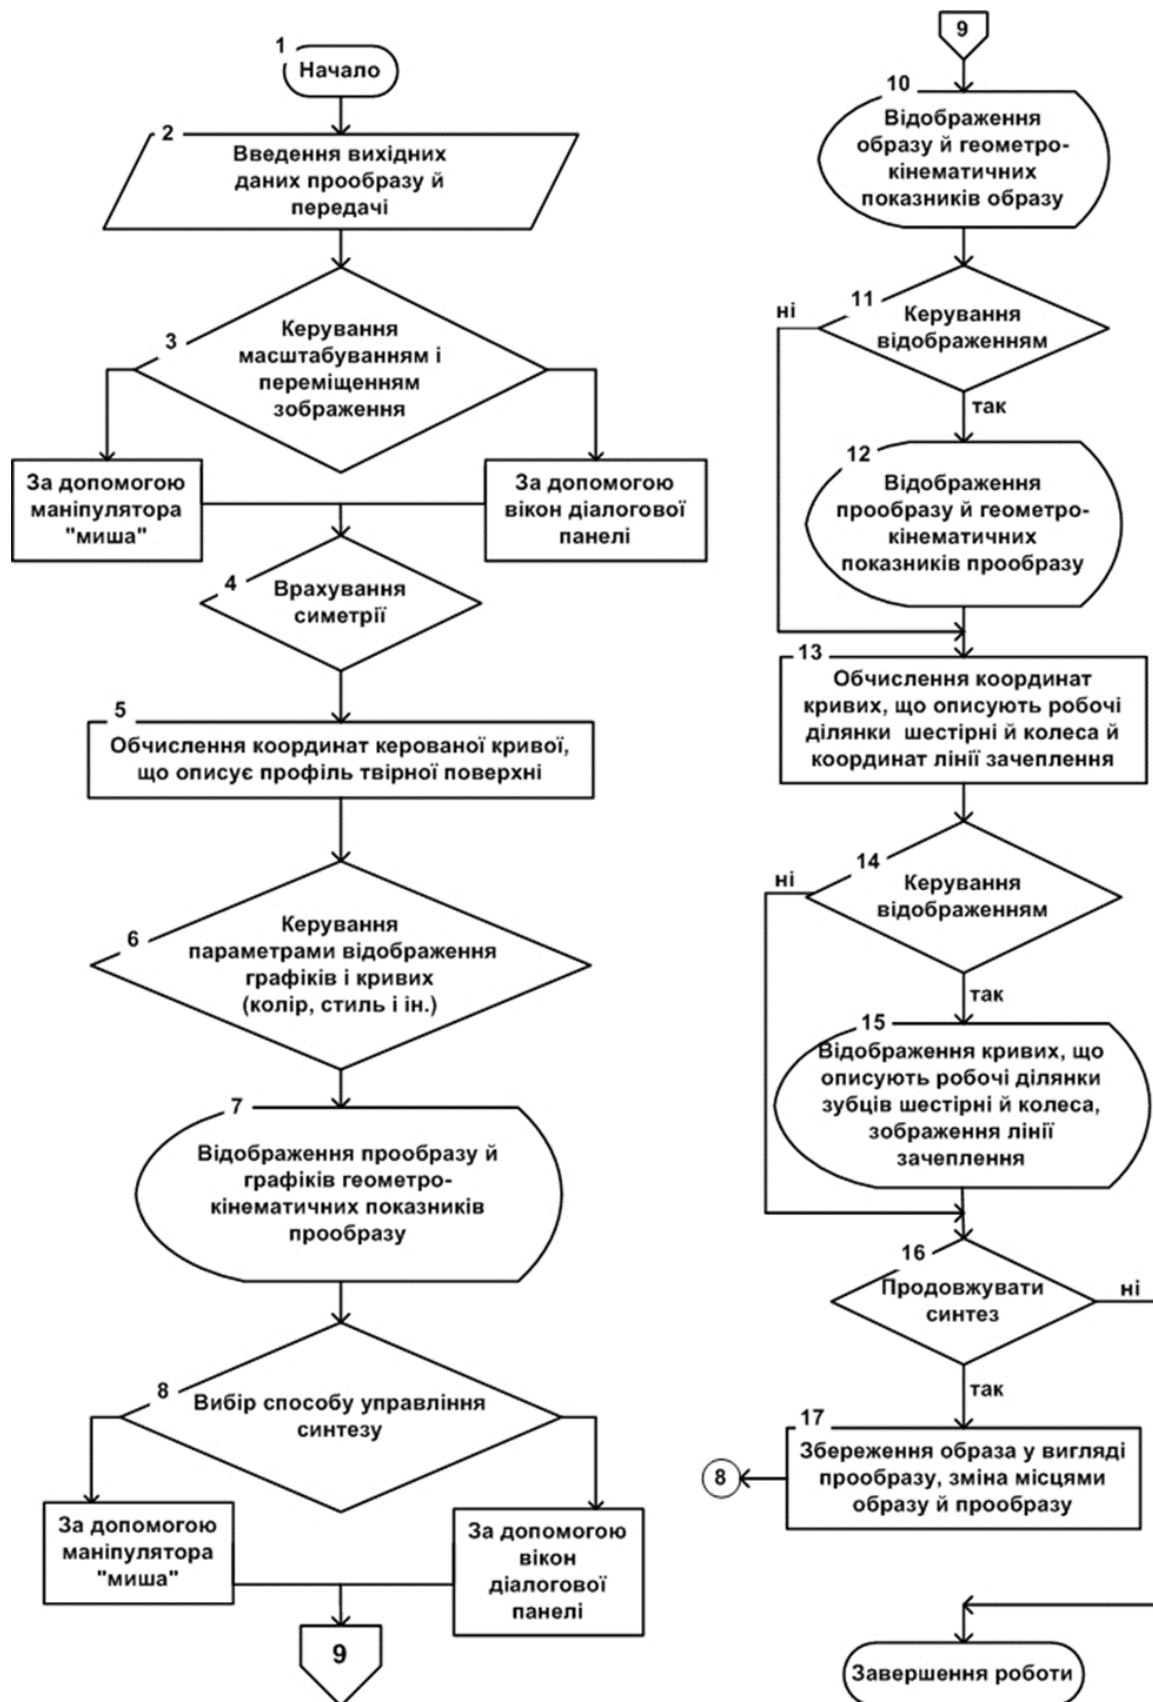 1
Начало
2
Введення вихідних
даних прообразу й
передачі
3
Керування
масштабуванням і
переміщенням
зображення
За допомогою
маніпулятора
"миша"
За допомогою
вікон діалогової
панелі
4
Врахування
симетрії
5
Обчислення координат керованої кривої,
що описує профіль твірної поверхні
6
Керування
параметрами відображення
графіків і кривих
(колір, стиль і ін.)
7
Відображення прообразу й
графіків геометро-
кінематичних показників
прообразу
8
Вибір способу управління
синтезу
За допомогою
маніпулятора
"миша"
За допомогою
вікон
діалогової
панелі
9
9
10
Відображення
образу й геометро-
кінематичних
показників образу
11
ні
Керування
відображенням
так
12
Відображення
прообразу й геометро-
кінематичних
показників прообразу
13
Обчислення координат
кривих, що описують робочі
ділянки шестірні й колеса й
координат лінії зачеплення
14
ні
Керування
відображенням
так
15
Відображення кривих, що
описують робочі ділянки
зубців шестірні й колеса,
зображення лінії
зачеплення
16
Продовжувати
синтез
ні
так
17
Збереження образа у вигляді
прообразу, зміна місцями
образу й прообразу
8
Завершення роботи